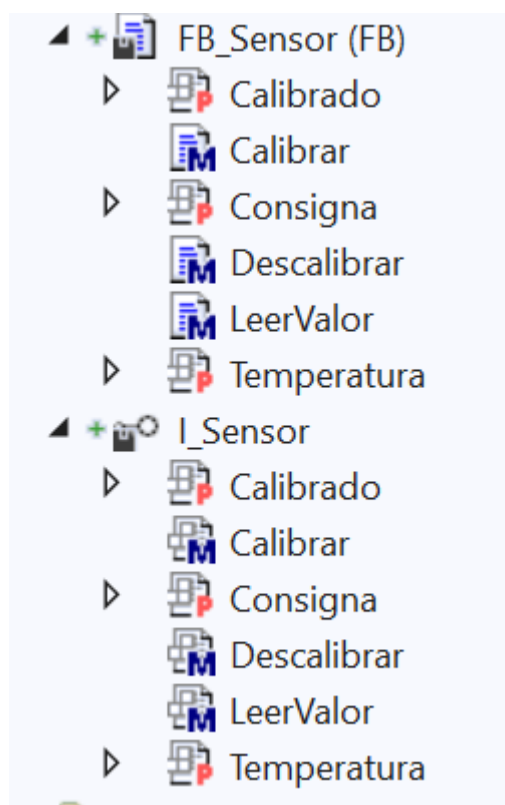 FB_Sensor (FB)
Calibrado
Calibrar
Consigna
Descalibrar
LeerValor
Temperatura
I_Sensor
Calibrado
Calibrar
Consigna
Descalibrar
LeerValor
Temperatura